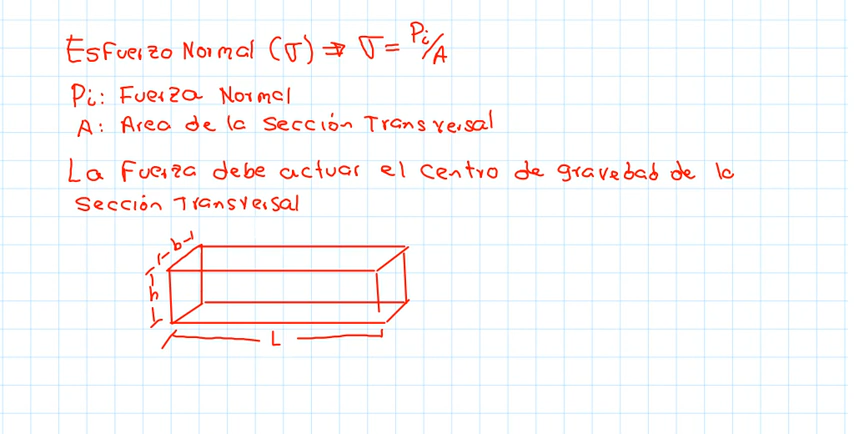 Esfuerzo Normal (σ) ⇒ σ = Pi/A
Pi: Fuerza Normal
A: Area de la Sección Transversal
La Fuerza debe actuar el centro de gravedad de la
Sección Transversal
b
h
L